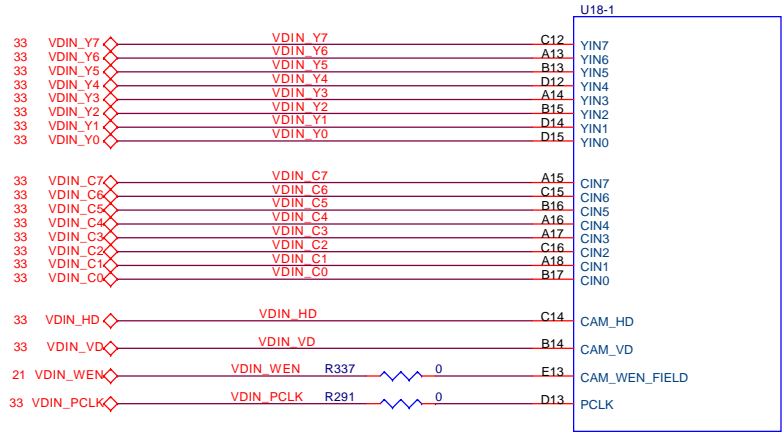 U18-1
33 VDIN_Y7 VDIN_Y7 C12 YIN7
33 VDIN_Y6 VDIN_Y6 A13 YIN6
33 VDIN_Y5 VDIN_Y5 B13 YIN5
33 VDIN_Y4 VDIN_Y4 D12 YIN4
33 VDIN_Y3 VDIN_Y3 A14 YIN3
33 VDIN_Y2 VDIN_Y2 B15 YIN2
33 VDIN_Y1 VDIN_Y1 D14 YIN1
33 VDIN_Y0 VDIN_Y0 D15 YIN0
33 VDIN_C7 VDIN_C7 A15 CIN7
33 VDIN_C6 VDIN_C6 C15 CIN6
33 VDIN_C5 VDIN_C5 B16 CIN5
33 VDIN_C4 VDIN_C4 A16 CIN4
33 VDIN_C3 VDIN_C3 A17 CIN3
33 VDIN_C2 VDIN_C2 C16 CIN2
33 VDIN_C1 VDIN_C1 A18 CIN1
33 VDIN_C0 VDIN_C0 B17 CIN0
33 VDIN_HD VDIN_HD C14 CAM_HD
33 VDIN_VD VDIN_VD B14 CAM_VD
21 VDIN_WEN VDIN_WEN R337 0 E13 CAM_WEN_FIELD
33 VDIN_PCLK VDIN_PCLK R291 0 D13 PCLK